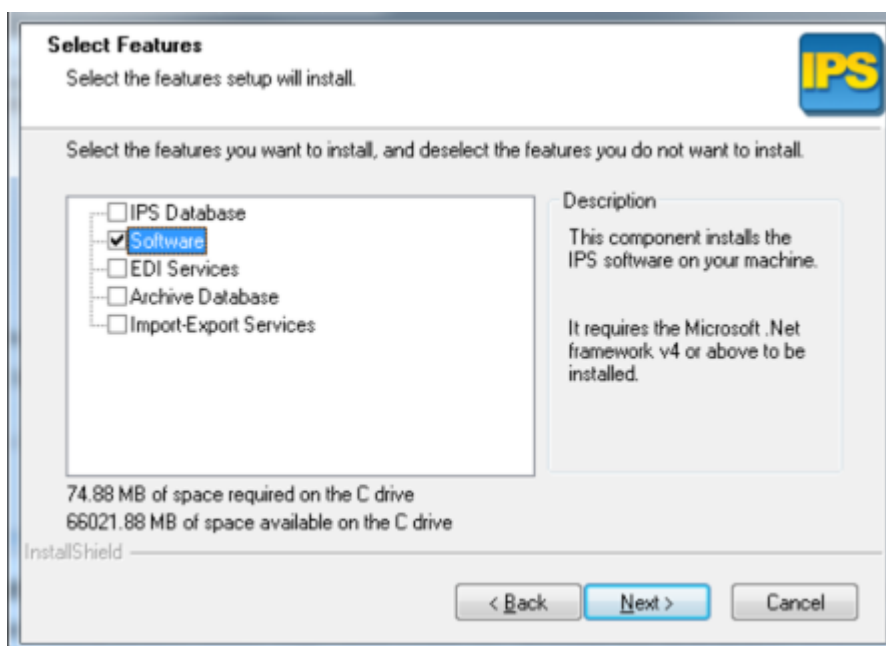 Select Features
Select the features setup will install.
IPS
Select the features you want to install, and deselect the features you do not want to install.
IPS Database
Software
EDI Services
Archive Database
Import-Export Services
Description
This component installs the
IPS software on your machine.
It requires the Microsoft .Net
framework v4 or above to be
installed.
74.88 MB of space required on the C drive
66021.88 MB of space available on the C drive
InstallShield
< Back
Next >
Cancel